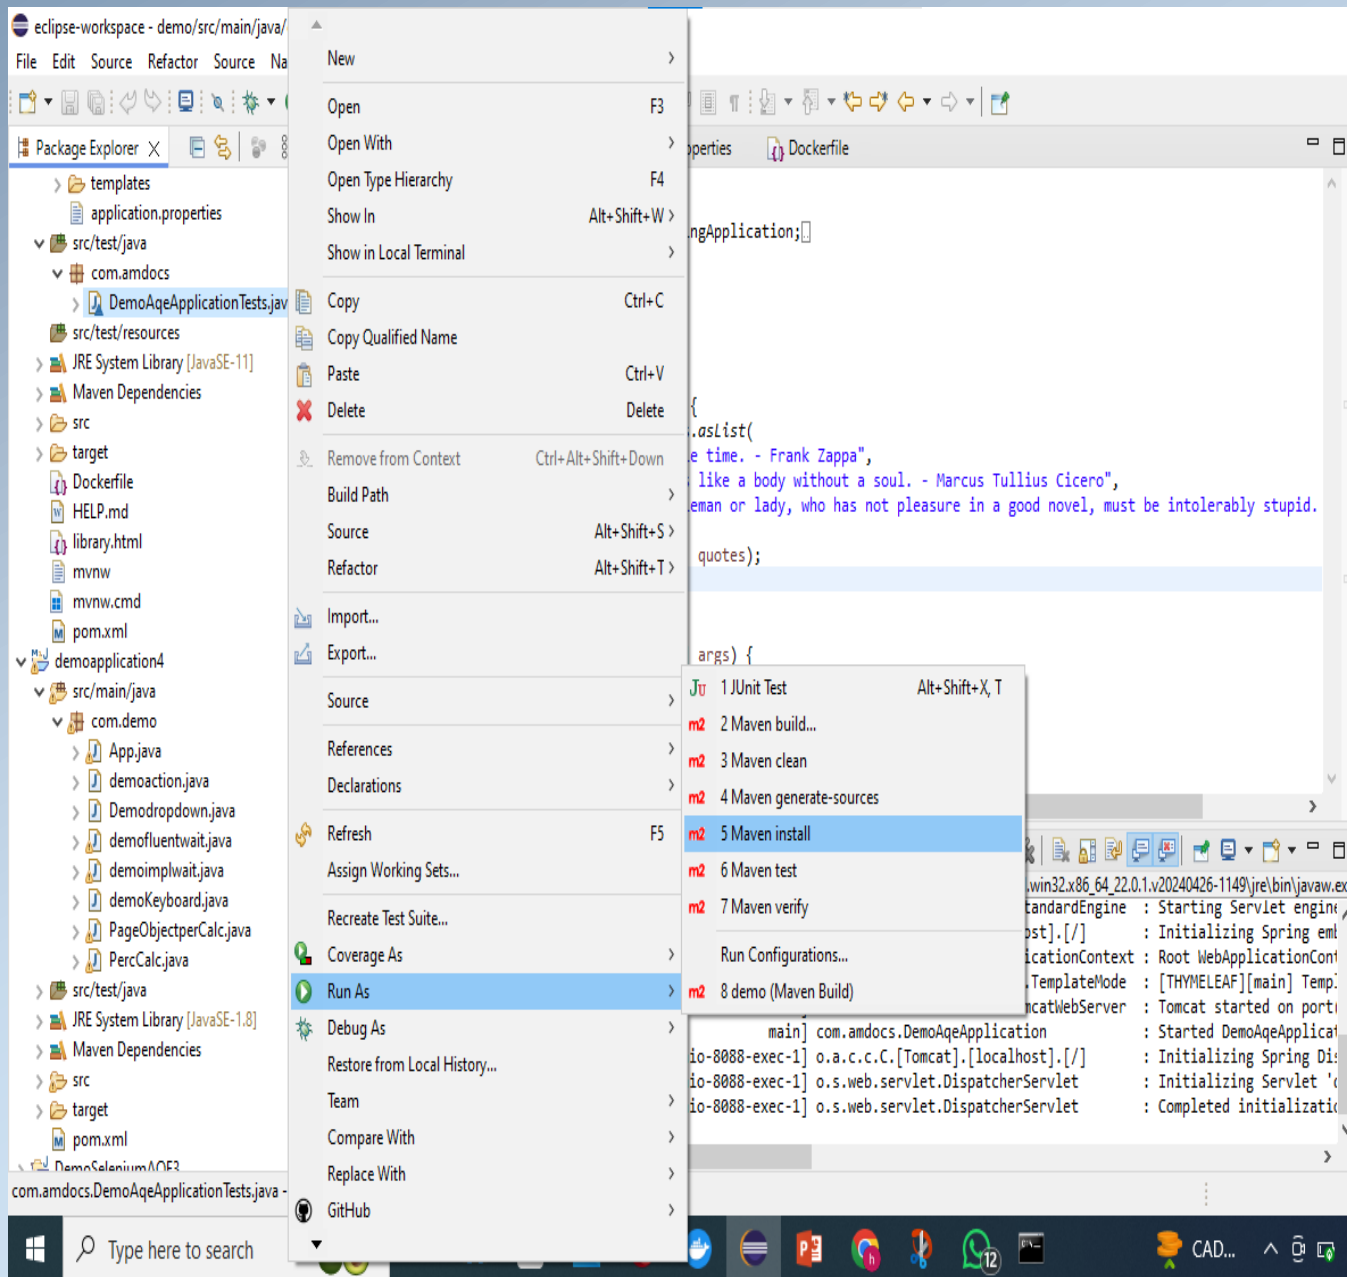 eclipse-workspace - demo/src/main/java/
File Edit Source Refactor Source Na
Package Explorer
templates
application.properties
src/test/java
com.amdocs
DemoAqeApplicationTests.jav
src/test/resources
JRE System Library [JavaSE-11]
Maven Dependencies
src
target
Dockerfile
HELP.md
library.html
mvnw
mvnw.cmd
pom.xml
demoapplication4
src/main/java
com.demo
App.java
demoaction.java
Demodropdown.java
demofluentwait.java
demoimplwait.java
demoKeyboard.java
PageObjectperCalc.java
PercCalc.java
src/test/java
JRE System Library [JavaSE-1.8]
Maven Dependencies
src
target
pom.xml
DemoSeleniumAQE3
com.amdocs.DemoAqeApplicationTests.java -
New
Open F3
Open With
Open Type Hierarchy F4
Show In Alt+Shift+W
Show in Local Terminal
Copy Ctrl+C
Copy Qualified Name
Paste Ctrl+V
Delete Delete
Remove from Context Ctrl+Alt+Shift+Down
Build Path
Source Alt+Shift+S
Refactor Alt+Shift+T
Import...
Export...
Source
References
Declarations
Refresh F5
Assign Working Sets...
Recreate Test Suite...
Coverage As
Run As
Debug As
Restore from Local History...
Team
Compare With
Replace With
GitHub
1 JUnit Test Alt+Shift+X, T
2 Maven build...
3 Maven clean
4 Maven generate-sources
5 Maven install
6 Maven test
7 Maven verify
Run Configurations...
8 demo (Maven Build)
perties Dockerfile
ngApplication;
{
.asList(
e time. - Frank Zappa",
like a body without a soul. - Marcus Tullius Cicero",
eman or lady, who has not pleasure in a good novel, must be intolerably stupid.
quotes);
args) {
.win32.x86_64_22.0.1.v20240426-1149\jre\bin\javaw.ex
tandardEngine : Starting Servlet engine
ost].[/] : Initializing Spring emb
icationContext : Root WebApplicationCont
.TemplateMode : [THYMELEAF][main] Templ
mcatWebServer : Tomcat started on port
main] com.amdocs.DemoAqeApplication : Started DemoAqeApplicat
io-8088-exec-1] o.a.c.c.C.[Tomcat].[localhost].[/] : Initializing Spring Dis
io-8088-exec-1] o.s.web.servlet.DispatcherServlet : Initializing Servlet 'd
io-8088-exec-1] o.s.web.servlet.DispatcherServlet : Completed initializatio
Type here to search
12
CAD...